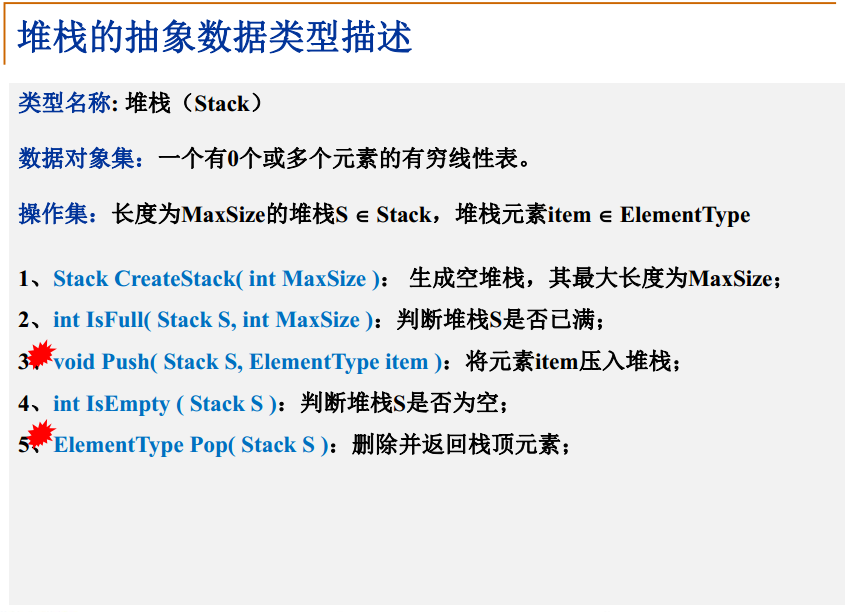 堆栈的抽象数据类型描述
类型名称: 堆栈（Stack）
数据对象集：一个有0个或多个元素的有穷线性表。
操作集：长度为MaxSize的堆栈S ∈ Stack，堆栈元素item ∈ ElementType
1、Stack CreateStack( int MaxSize )： 生成空堆栈，其最大长度为MaxSize；
2、int IsFull( Stack S, int MaxSize )：判断堆栈S是否已满；
3、void Push( Stack S, ElementType item )：将元素item压入堆栈；
4、int IsEmpty ( Stack S )：判断堆栈S是否为空；
5、ElementType Pop( Stack S )：删除并返回栈顶元素；